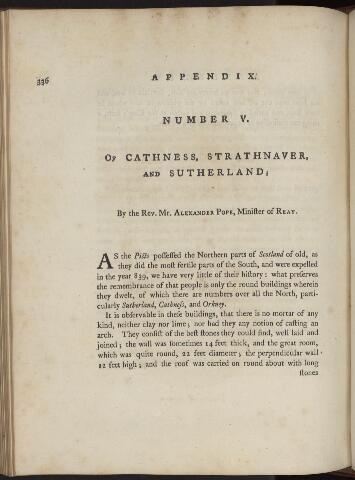 336
APPENDIX.
NUMBER V.
Of CATHNESS, STRATHNAVER,
AND SUTHERLAND;
By the Rev. Mr. ALEXANDER POPE, Miniſter of REAY.
AS the Picts poſſeſſed the Northern parts of Scotland of old, as
they did the moſt fertile parts of the South, and were expelled
in the year 839, we have very little of their hiſtory: what preſerves
the remembrance of that people is only the round buildings wherein
they dwelt, of which there are numbers all over the North, parti-
cularly Sutherland, Cathneſs, and Orkney.
It is obſervable in theſe buildings, that there is no mortar of any
kind, neither clay nor lime; nor had they any notion of caſting an
arch. They conſiſt of the beſt ſtones they could find, well laid and
joined; the wall was ſometimes 14 feet thick, and the great room,
which was quite round, 22 feet diameter; the perpendicular wall
12 feet high; and the roof was carried on round about with long
ſtones